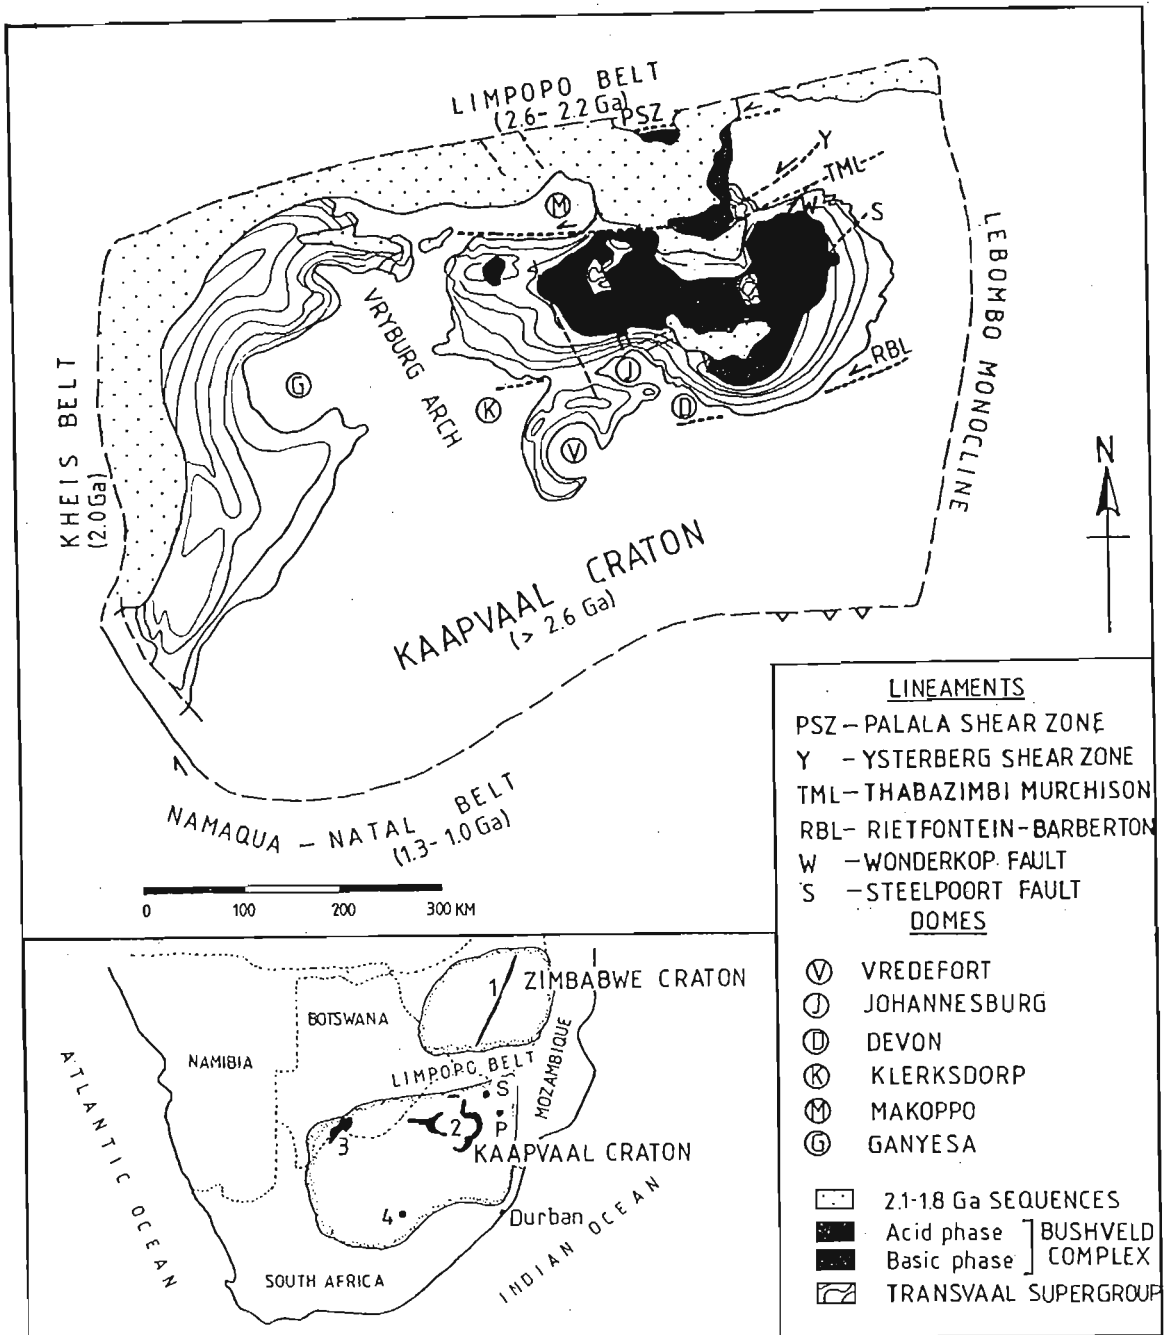 LIMPOPO BELT
(2.6- 2.2 Ga)
PSZ
Y
TML
W
S
M
VRYBURG ARCH
G
K
J
D
V
RBL
LEBOMBO MONOCLINE
KHEIS BELT
(2.0Ga)
N
KAAPVAAL CRATON
(> 2.6 Ga)
NAMAQUA - NATAL BELT
(1.3- 1.0 Ga)
0 100 200 300 KM
LINEAMENTS
PSZ - PALALA SHEAR ZONE
Y - YSTERBERG SHEAR ZONE
TML - THABAZIMBI MURCHISON
RBL - RIETFONTEIN-BARBERTON
W - WONDERKOP FAULT
S - STEELPOORT FAULT
DOMES
V VREDEFORT
J JOHANNESBURG
D DEVON
K KLERKSDORP
M MAKOPPO
G GANYESA
2.1-1.8 Ga SEQUENCES
Acid phase
Basic phase
BUSHVELD
COMPLEX
TRANSVAAL SUPERGROUP
1
ZIMBABWE CRATON
BOTSWANA
NAMIBIA
LIMPOPO BELT
MOZAMBIQUE
S
P
2
3
KAAPVAAL CRATON
4
Durban
SOUTH AFRICA
ATLANTIC OCEAN
INDIAN OCEAN